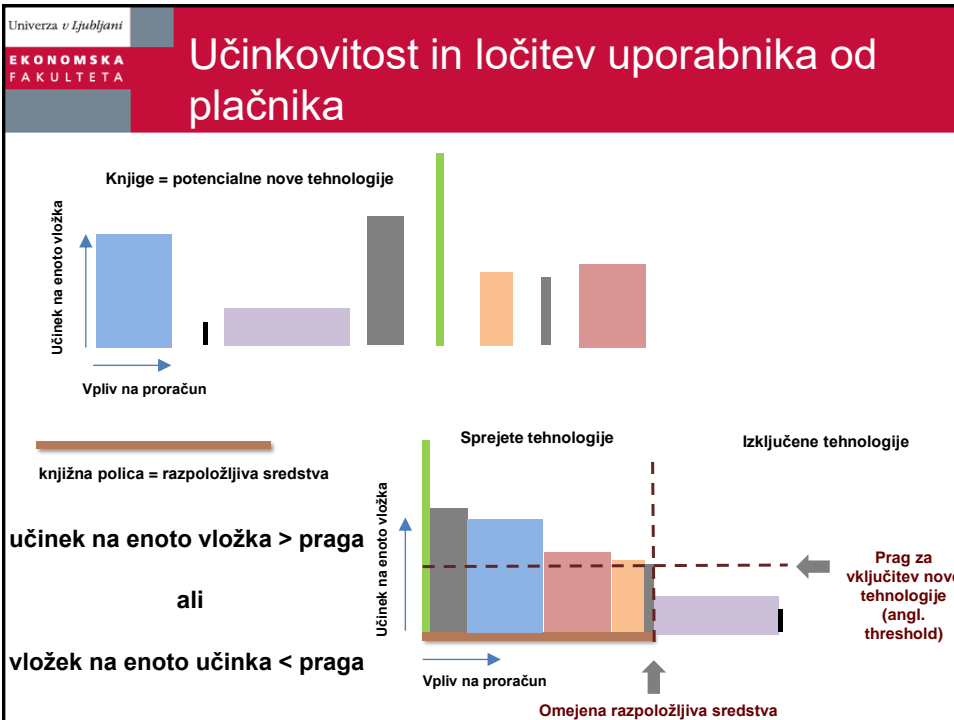 Univerza v Ljubljani
EKONOMSKA
FAKULTETA
Učinkovitost in ločitev uporabnika od
plačnika
Knjige = potencialne nove tehnologije
Učinek na enoto vložka
Vpliv na proračun
knjižna polica = razpoložljiva sredstva
učinek na enoto vložka > praga
ali
vložek na enoto učinka < praga
Sprejete tehnologije
Izključene tehnologije
Učinek na enoto vložka
Vpliv na proračun
Prag za
vključitev nove
tehnologije
(angl.
threshold)
Omejena razpoložljiva sredstva